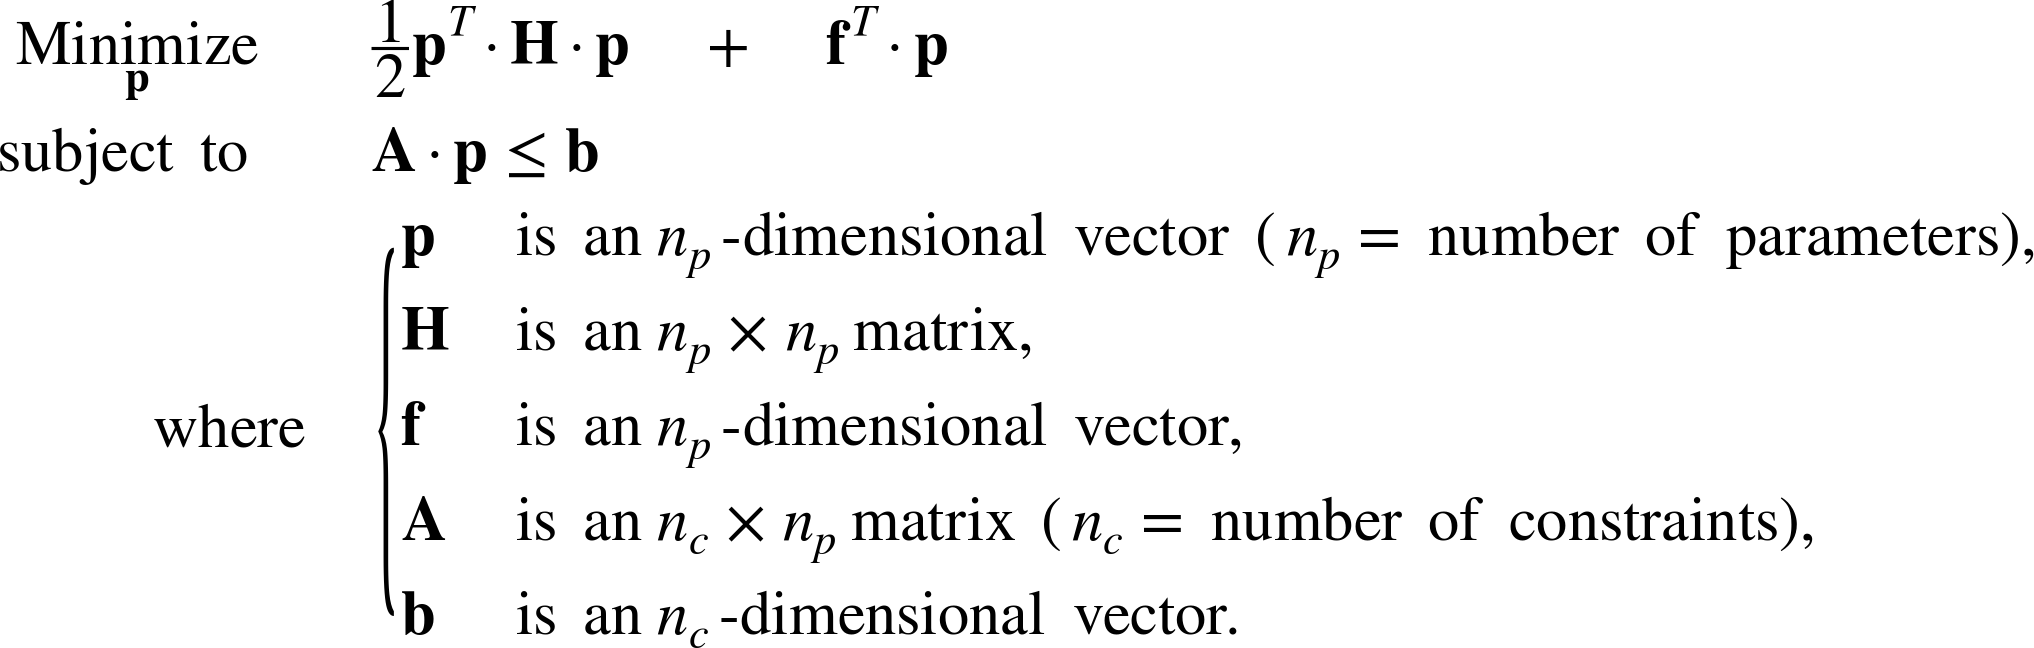 Minimize 1/2 𝐩^T · 𝐇 · 𝐩 + 𝐟^T · 𝐩
𝐩
subject to 𝐀 · 𝐩 ≤ 𝐛
𝐩 is an n_p-dimensional vector (n_p = number of parameters),
𝐇 is an n_p × n_p matrix,
where { 𝐟 is an n_p-dimensional vector,
𝐀 is an n_c × n_p matrix (n_c = number of constraints),
𝐛 is an n_c-dimensional vector.